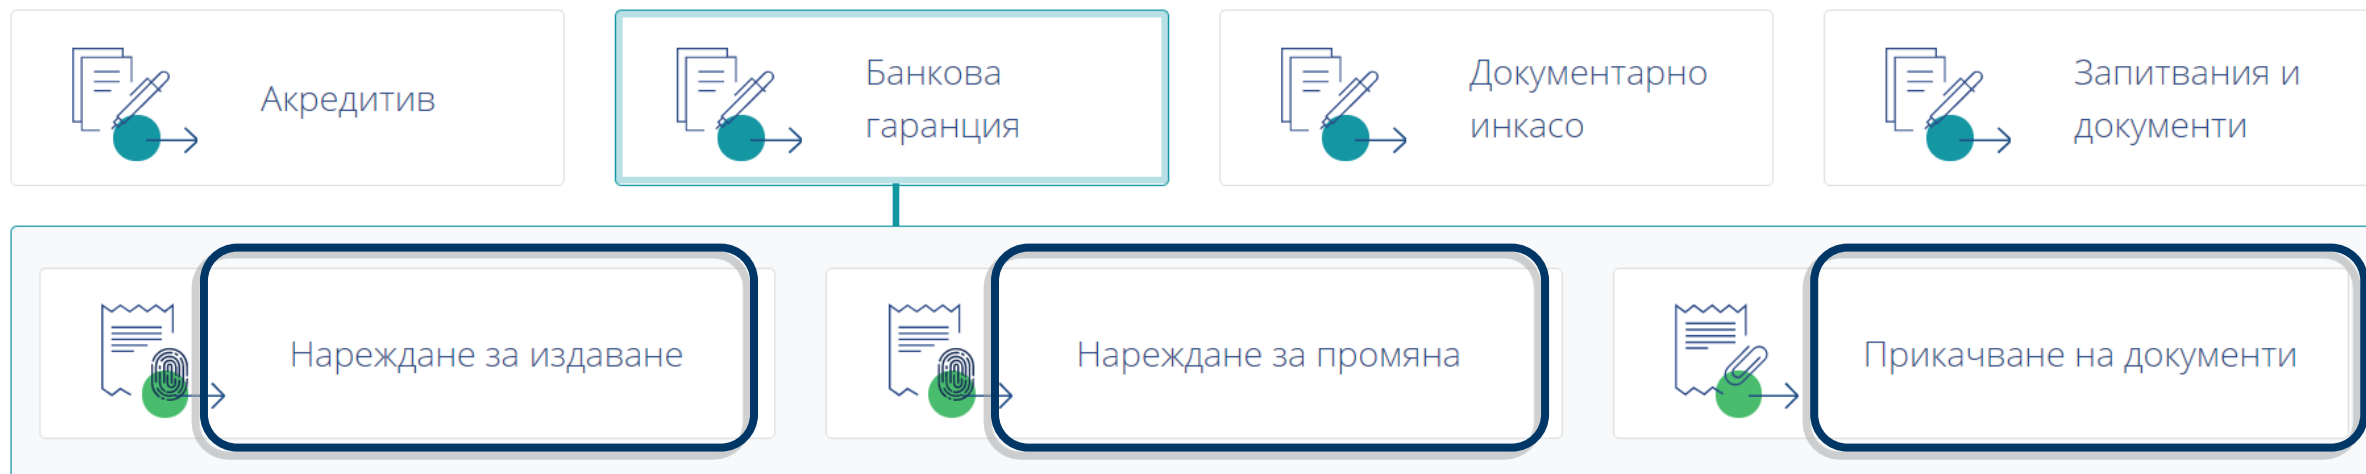 Акредитив
Банкова
гаранция
Документарно
инкасо
Запитвания и
документи
Нареждане за издаване
Нареждане за промяна
Прикачване на документи